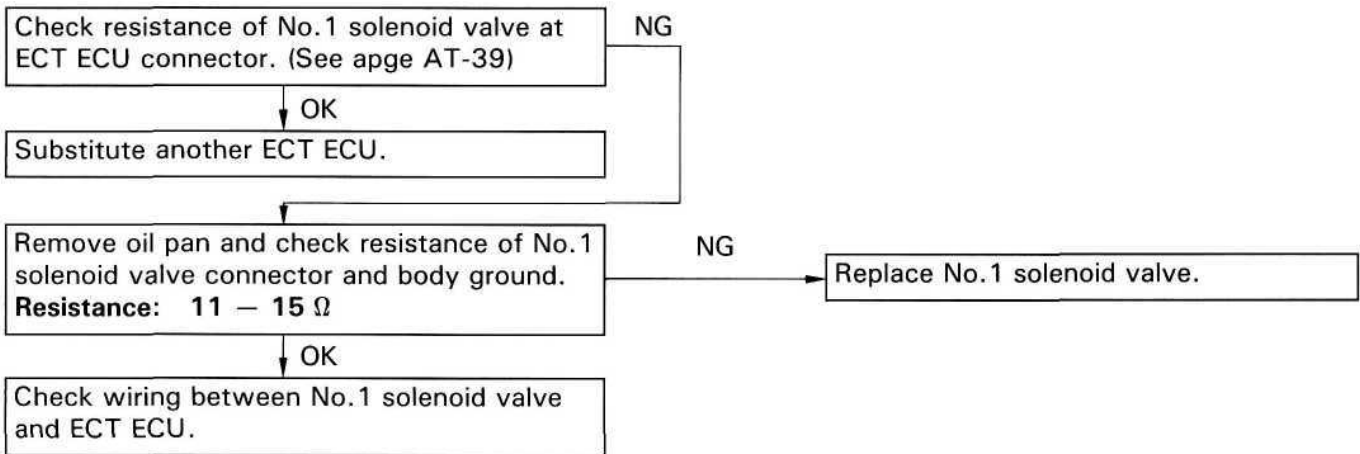 Check resistance of No.1 solenoid valve at
ECT ECU connector. (See apge AT-39)
NG
OK
Substitute another ECT ECU.
Remove oil pan and check resistance of No.1
solenoid valve connector and body ground.
Resistance: 11 — 15 Ω
NG
Replace No.1 solenoid valve.
OK
Check wiring between No.1 solenoid valve
and ECT ECU.